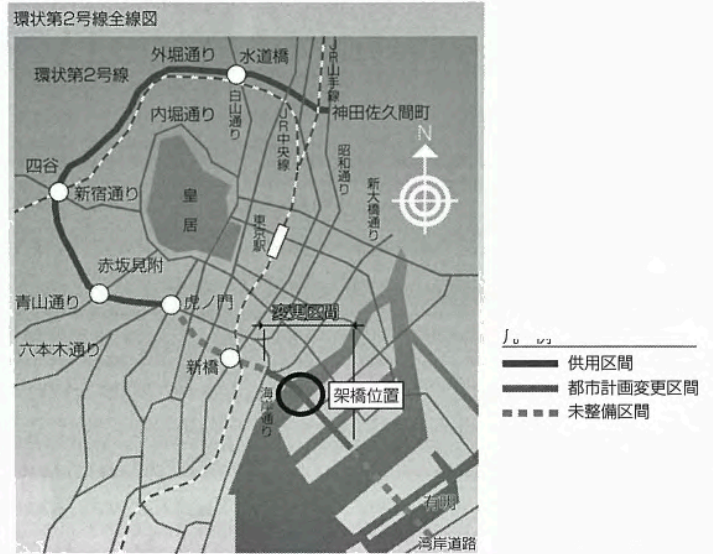 環状第2号線全線図
外堀通り
水道橋
JR山手線
環状第2号線
白山通り
神田佐久間町
内堀通り
JR中央線
昭和通り
N
四谷
新宿通り
皇居
新大橋通り
東京駅
赤坂見附
青山通り
虎ノ門
変更区間
六本木通り
新橋
海岸通り
架橋位置
有明
湾岸道路
供用区間
都市計画変更区間
未整備区間